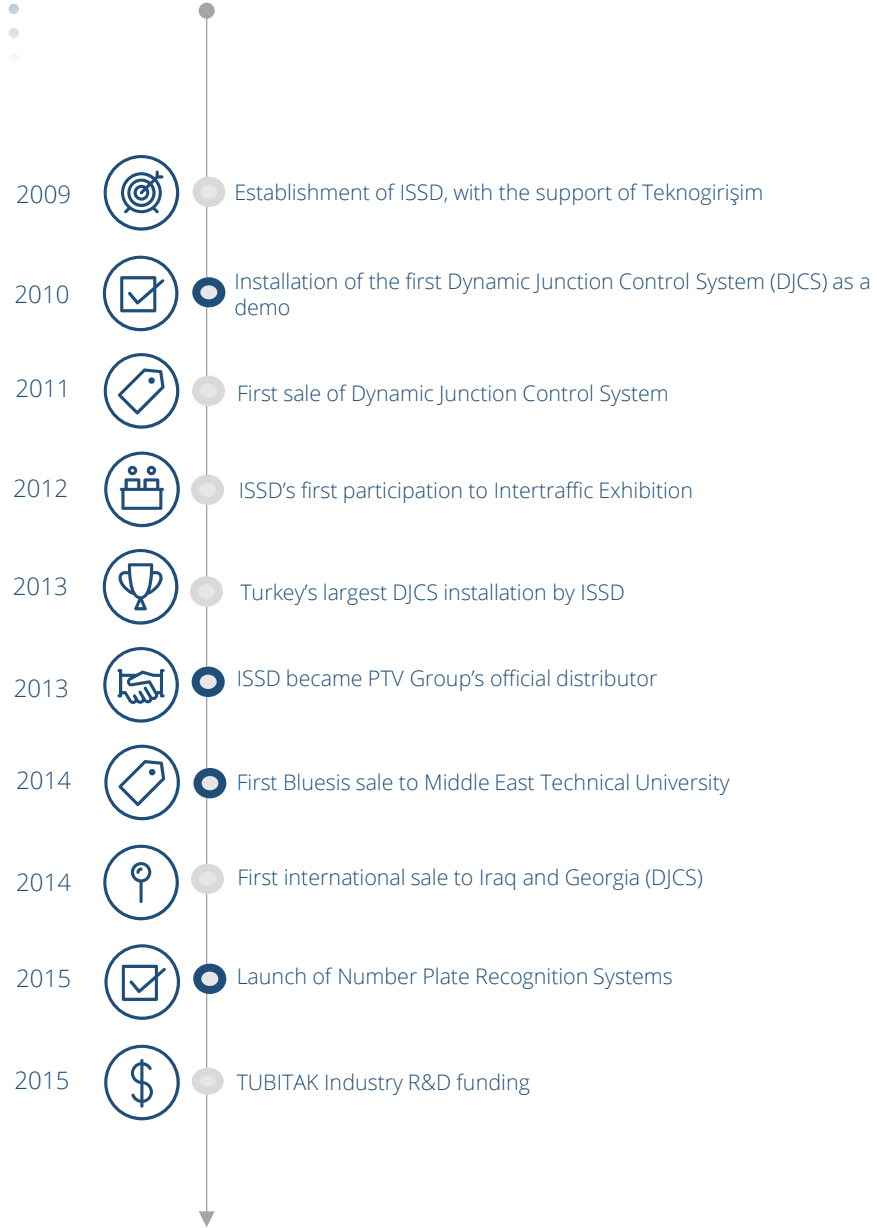 2009
Establishment of ISSD, with the support of Teknogirişim
2010
Installation of the first Dynamic Junction Control System (DJCS) as a
demo
2011
First sale of Dynamic Junction Control System
2012
ISSD’s first participation to Intertraffic Exhibition
2013
Turkey’s largest DJCS installation by ISSD
2013
ISSD became PTV Group’s official distributor
2014
First Bluesis sale to Middle East Technical University
2014
First international sale to Iraq and Georgia (DJCS)
2015
Launch of Number Plate Recognition Systems
2015
TUBITAK Industry R&D funding